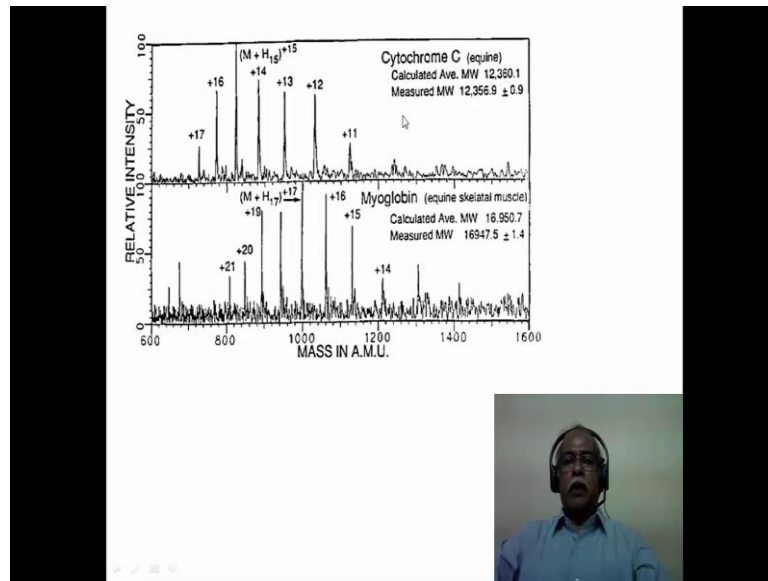 100
50
0
100
50
0
RELATIVE INTENSITY
(M + H15)+15
+17
+16
+14
+13
+12
+11
Cytochrome C (equine)
Calculated Ave. MW 12,360.1
Measured MW 12,356.9 ± 0.9
(M + H17)+17
+21
+20
+19
+16
+15
+14
Myoglobin (equine skelatal muscle)
Calculated Ave. MW 16.950.7
Measured MW 16947.5 ± 1.4
600 800 1000 1200 1400 1600
MASS IN A.M.U.